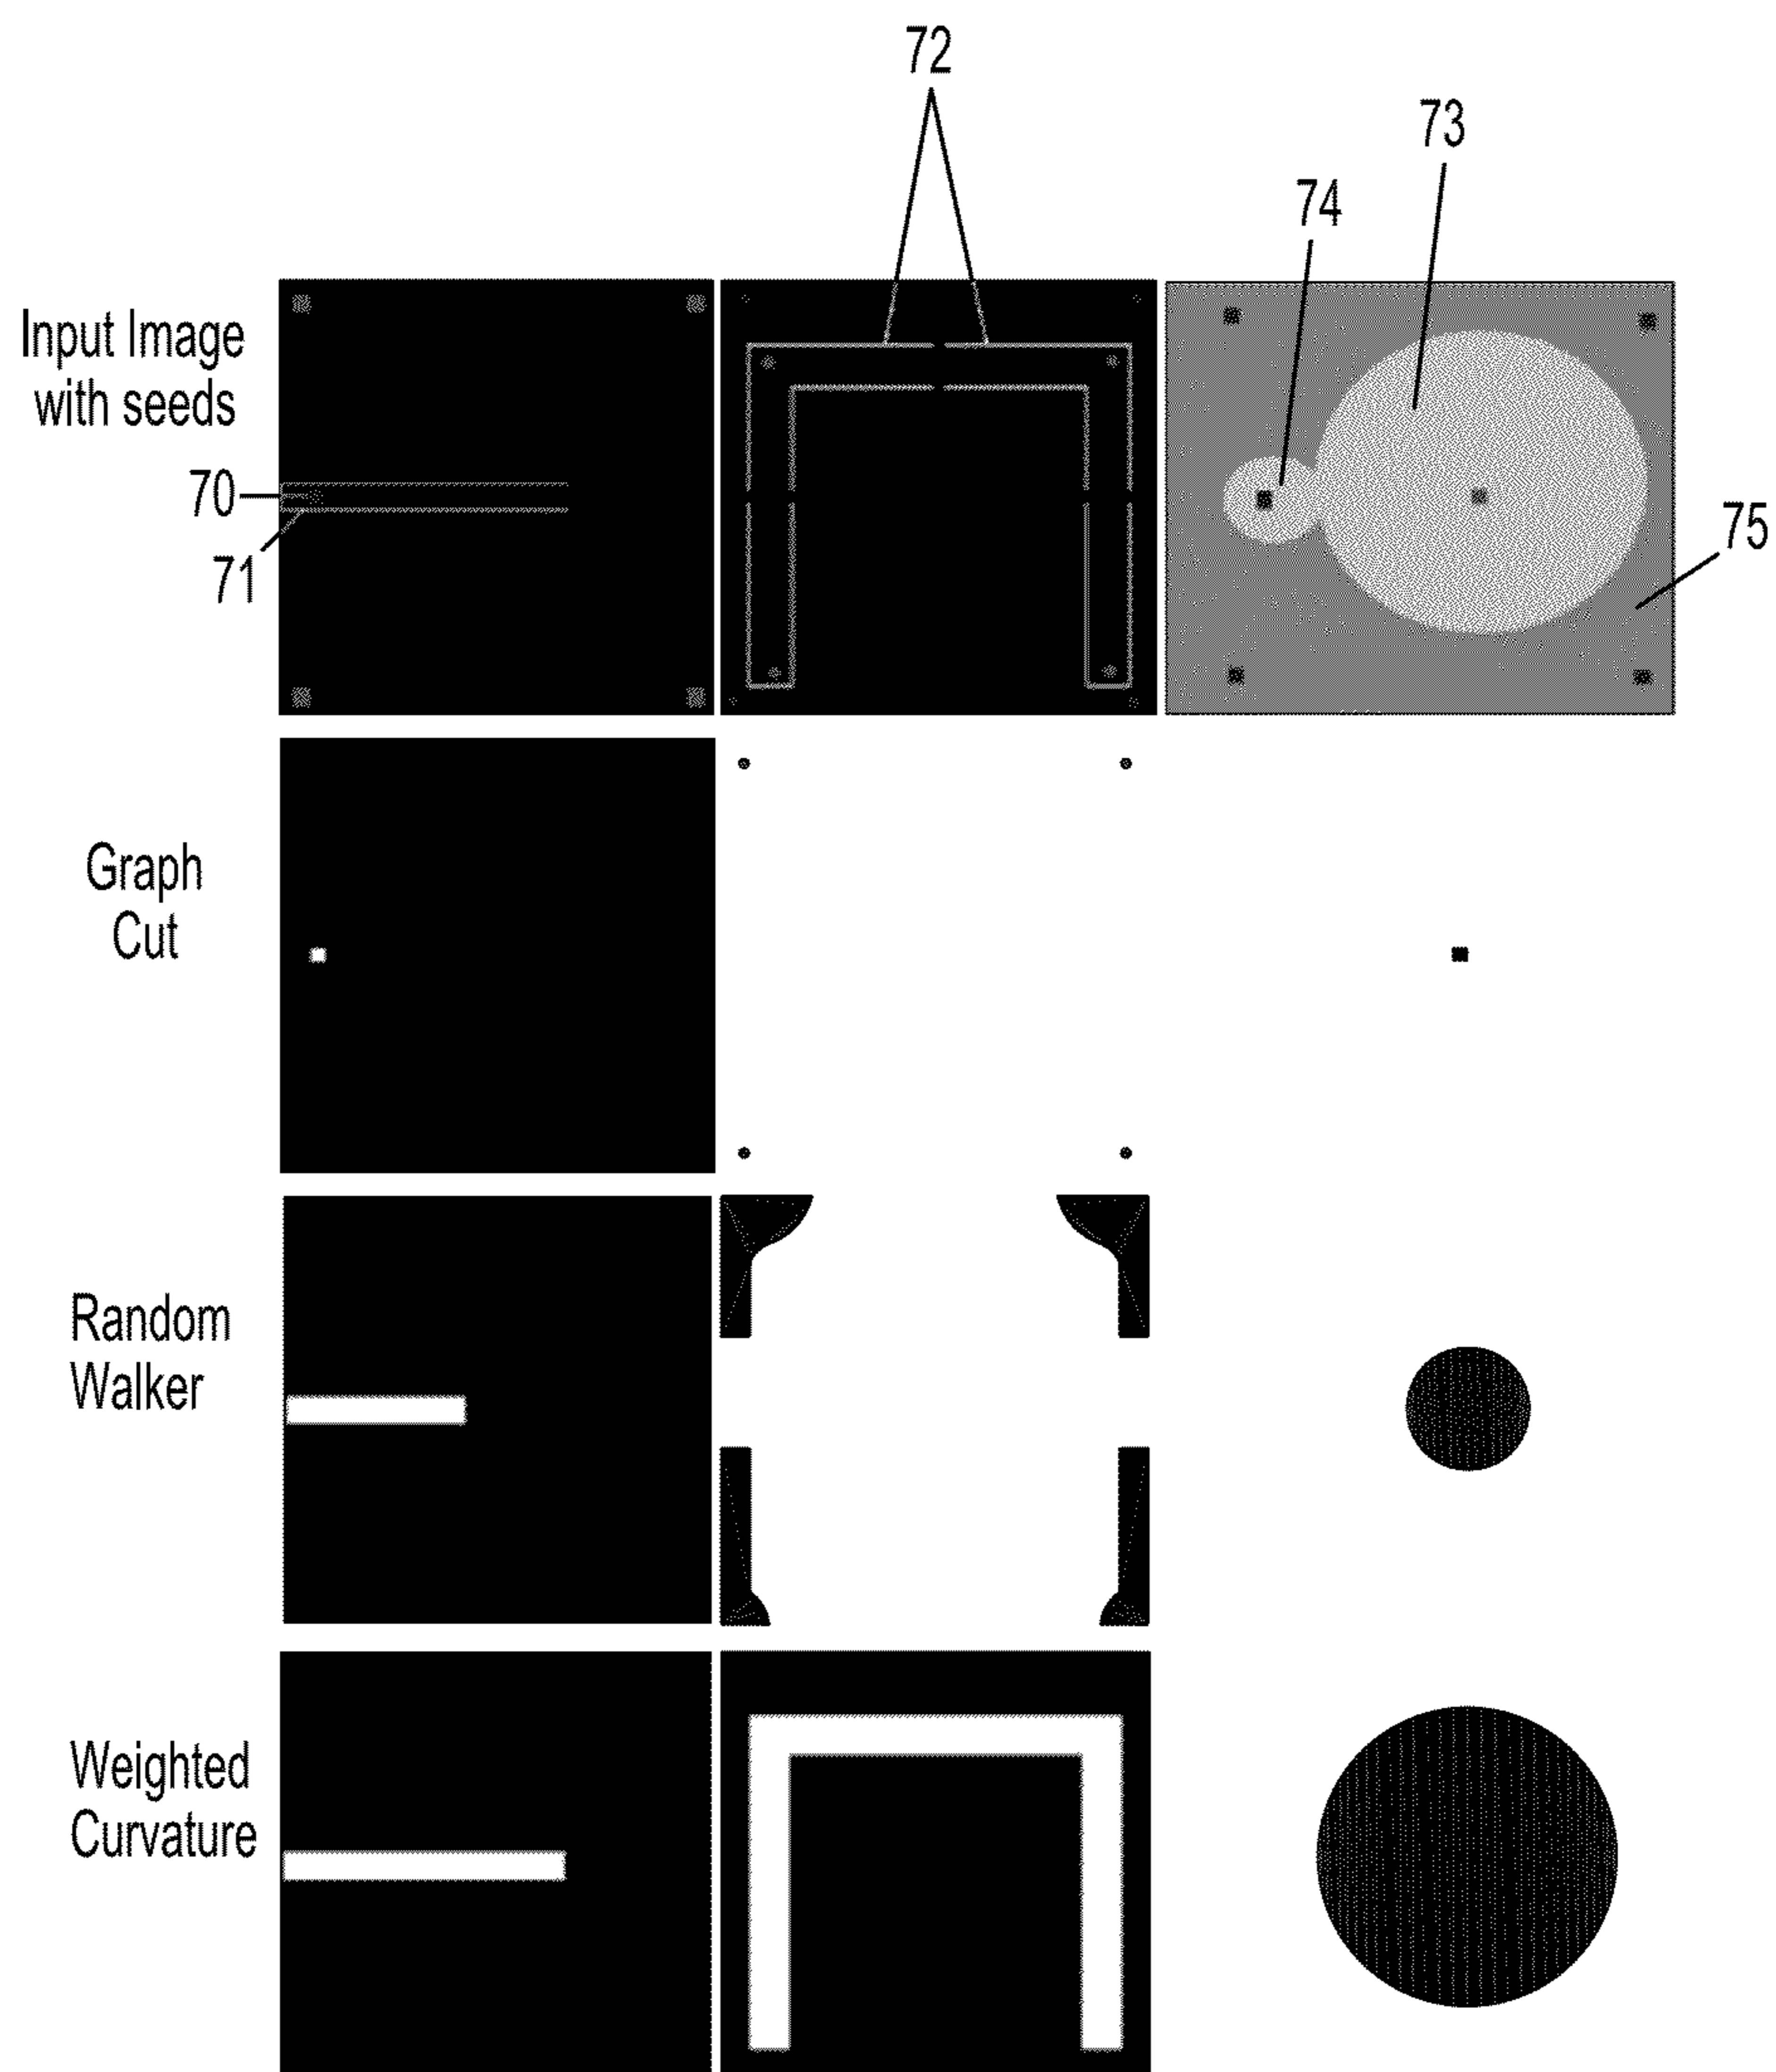 72
73
74
Input Image
with seeds
70
71
75
Graph
Cut
Random
Walker
Weighted
Curvature